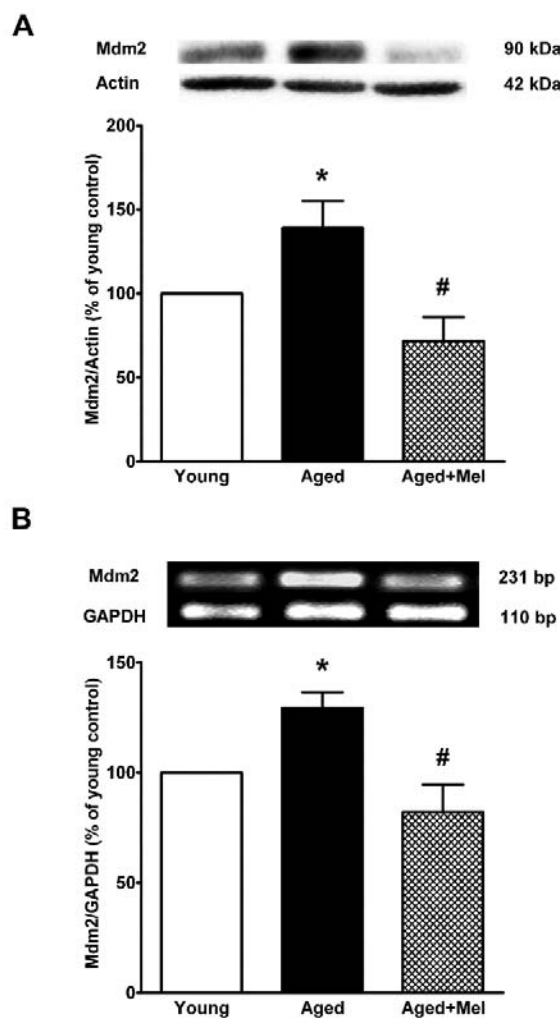 A
Mdm2 90 kDa
Actin 42 kDa
Mdm2/Actin (% of young control)
200
150
100
50
0
*
#
Young Aged Aged+Mel
B
Mdm2 231 bp
GAPDH 110 bp
Mdm2/GAPDH (% of young control)
150
100
50
0
*
#
Young Aged Aged+Mel